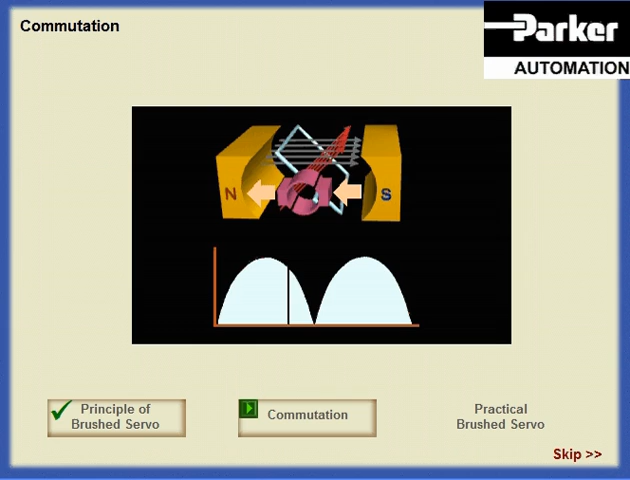 Commutation
Parker
AUTOMATION
N
S
Principle of
Brushed Servo
Commutation
Practical
Brushed Servo
Skip >>